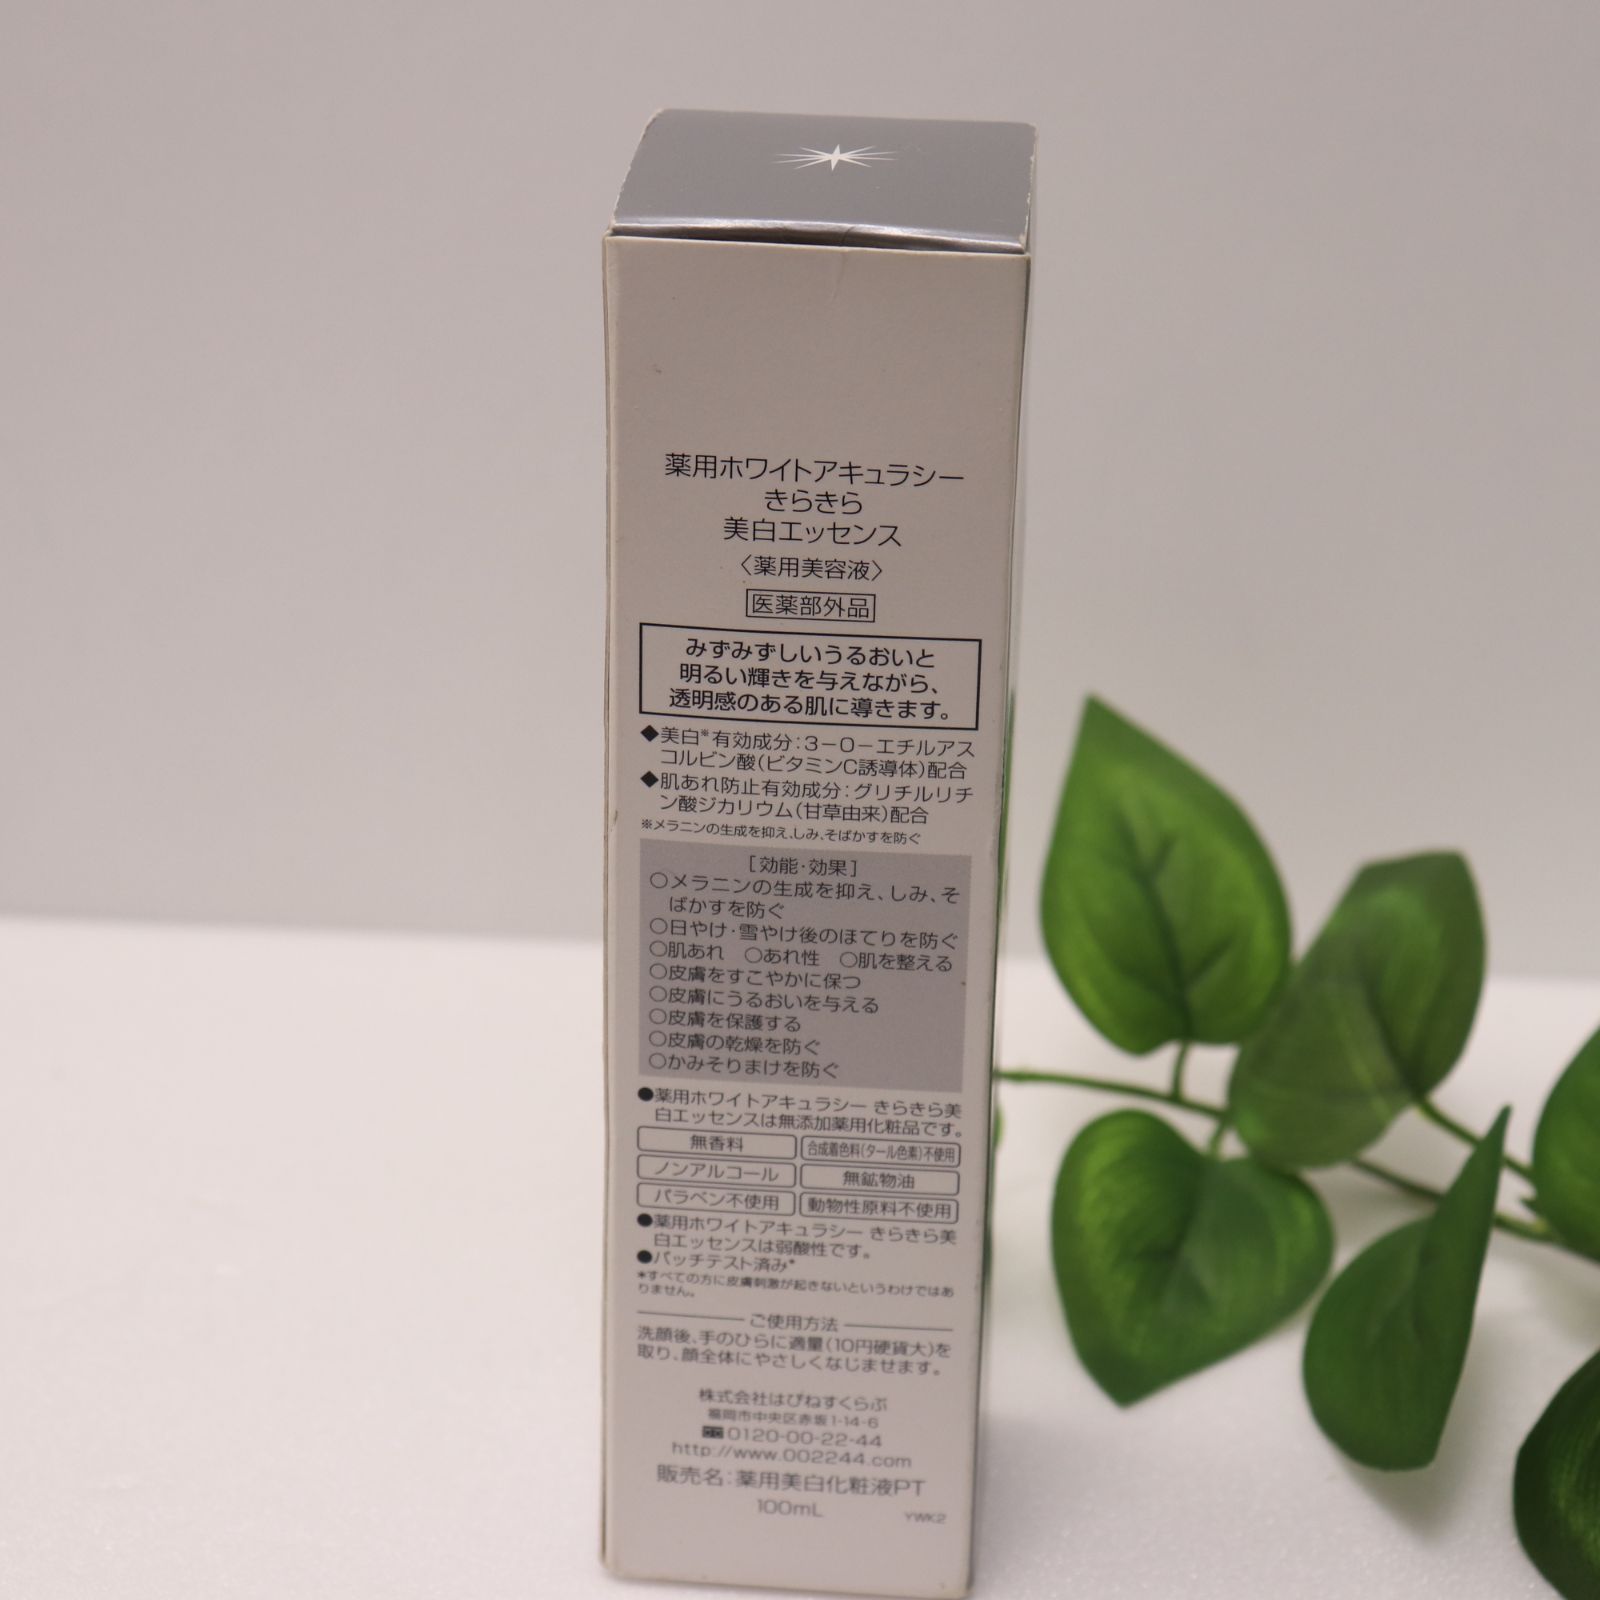 薬用ホワイトアキュラシー
きらきら
美白エッセンス
〈薬用美容液〉
医薬部外品
みずみずしいうるおいと
明るい輝きを与えながら、
透明感のある肌に導きます。
◆美白※有効成分:3-O-エチルアス
コルビン酸(ビタミンC誘導体)配合
◆肌あれ防止有効成分:グリチルリチ
ン酸ジカリウム(甘草由来)配合
※メラニンの生成を抑え、しみ、そばかすを防ぐ
[効能・効果]
○メラニンの生成を抑え、しみ、そ
ばかすを防ぐ
○日やけ・雪やけ後のほてりを防ぐ
○肌あれ ○あれ性 ○肌を整える
○皮膚をすこやかに保つ
○皮膚にうるおいを与える
○皮膚を保護する
○皮膚の乾燥を防ぐ
○かみそりまけを防ぐ
●薬用ホワイトアキュラシー きらきら美
白エッセンスは無添加薬用化粧品です。
無香料 合成着色料(タール色素)不使用
ノンアルコール 無鉱物油
パラベン不使用 動物性原料不使用
●薬用ホワイトアキュラシー きらきら美
白エッセンスは弱酸性です。
●パッチテスト済み*
*すべての方に皮膚刺激が起きないというわけではあ
りません。
ご使用方法
洗顔後、手のひらに適量(10円硬貨大)を
取り、顔全体にやさしくなじませます。
株式会社はぴねすくらぶ
福岡市中央区赤坂1-14-6
0120-00-22-44
http://www.002244.com
販売名:薬用美白化粧液PT
100mL
YWK2